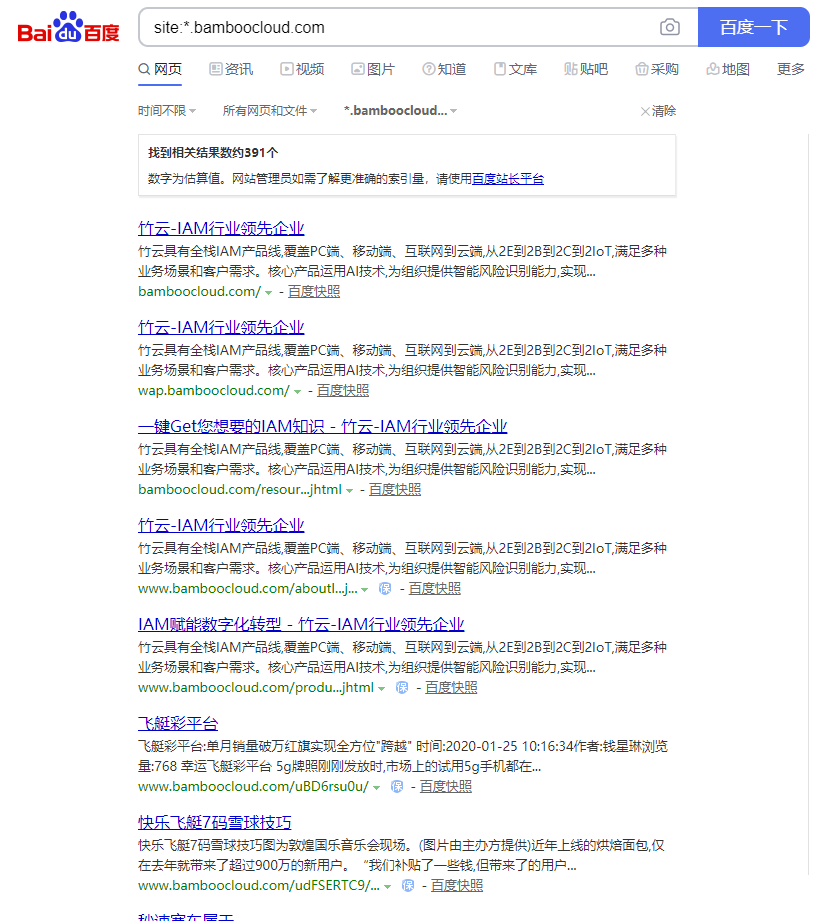 Bai du 百度
site:*.bamboocloud.com
百度一下
网页 资讯 视频 图片 知道 文库 贴吧 采购 地图 更多
时间不限 所有网页和文件 *.bamboocloud... 清除
找到相关结果数约391个
数字为估算值。网站管理员如需了解更准确的索引量，请使用百度站长平台
竹云-IAM行业领先企业
竹云具有全栈IAM产品线,覆盖PC端、移动端、互联网到云端,从2E到2B到2C到2IoT,满足多种
业务场景和客户需求。核心产品运用AI技术,为组织提供智能风险识别能力,实现...
bamboocloud.com/ - 百度快照
竹云-IAM行业领先企业
竹云具有全栈IAM产品线,覆盖PC端、移动端、互联网到云端,从2E到2B到2C到2IoT,满足多种
业务场景和客户需求。核心产品运用AI技术,为组织提供智能风险识别能力,实现...
wap.bamboocloud.com/ - 百度快照
一键Get您想要的IAM知识 - 竹云-IAM行业领先企业
竹云具有全栈IAM产品线,覆盖PC端、移动端、互联网到云端,从2E到2B到2C到2IoT,满足多种
业务场景和客户需求。核心产品运用AI技术,为组织提供智能风险识别能力,实现...
bamboocloud.com/resour...jhtml - 百度快照
竹云-IAM行业领先企业
竹云具有全栈IAM产品线,覆盖PC端、移动端、互联网到云端,从2E到2B到2C到2IoT,满足多种
业务场景和客户需求。核心产品运用AI技术,为组织提供智能风险识别能力,实现...
www.bamboocloud.com/aboutl...j... 保 - 百度快照
IAM赋能数字化转型 - 竹云-IAM行业领先企业
竹云具有全栈IAM产品线,覆盖PC端、移动端、互联网到云端,从2E到2B到2C到2IoT,满足多种
业务场景和客户需求。核心产品运用AI技术,为组织提供智能风险识别能力,实现...
www.bamboocloud.com/produ...jhtml 保 - 百度快照
飞艇彩平台
飞艇彩平台:单月销量破万红旗实现全方位"跨越" 时间:2020-01-25 10:16:34作者:钱星琳浏览
量:768 幸运飞艇彩平台 5g牌照刚刚发放时,市场上的试用5g手机都在...
www.bamboocloud.com/uBD6rsu0u/ 保 - 百度快照
快乐飞艇7码雪球技巧
快乐飞艇7码雪球技巧图为敦煌国乐音乐会现场。(图片由主办方提供)近年上线的烘焙面包,仅
在去年就带来了超过900万的新用户。 “我们补贴了一些钱,但带来了的用户...
www.bamboocloud.com/udFSERTC9/... 保 - 百度快照
秒速赛车属于